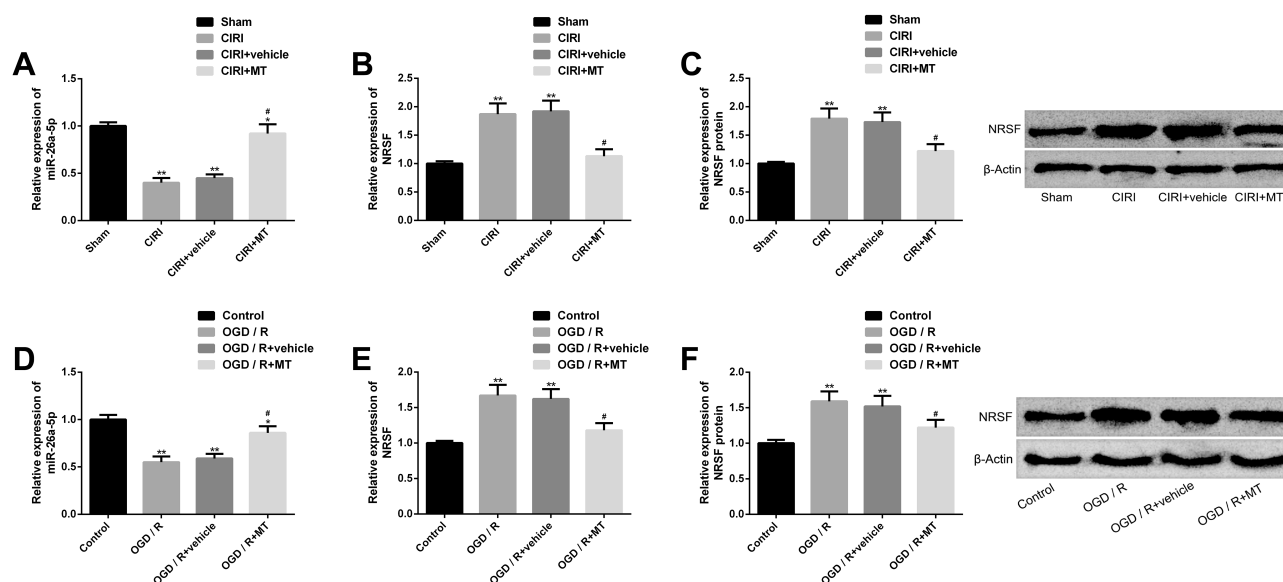 A
Sham
CIRI
CIRI+vehicle
CIRI+MT
Relative expression of
miR-26a-5p
1.5
1.0
0.5
0.0
**
**
#
*
Sham
CIRI
CIRI+vehicle
CIRI+MT
B
Sham
CIRI
CIRI+vehicle
CIRI+MT
Relative expression of
NRSF
2.5
2.0
1.5
1.0
0.5
0.0
**
**
#
Sham
CIRI
CIRI+vehicle
CIRI+MT
C
Sham
CIRI
CIRI+vehicle
CIRI+MT
Relative expression of
NRSF protein
2.5
2.0
1.5
1.0
0.5
0.0
**
**
#
Sham
CIRI
CIRI+vehicle
CIRI+MT
NRSF
β-Actin
Sham CIRI CIRI+vehicle CIRI+MT
D
Control
OGD / R
OGD / R+vehicle
OGD / R+MT
Relative expression of
miR-26a-5p
1.5
1.0
0.5
0.0
**
**
#
*
Control
OGD / R
OGD / R+vehicle
OGD / R+MT
E
Control
OGD / R
OGD / R+vehicle
OGD / R+MT
Relative expression of
NRSF
2.0
1.5
1.0
0.5
0.0
**
**
#
Control
OGD / R
OGD / R+vehicle
OGD / R+MT
F
Control
OGD / R
OGD / R+vehicle
OGD / R+MT
Relative expression of
NRSF protein
2.0
1.5
1.0
0.5
0.0
**
**
#
Control
OGD / R
OGD / R+vehicle
OGD / R+MT
NRSF
β-Actin
Control OGD / R OGD / R+vehicle OGD / R+MT